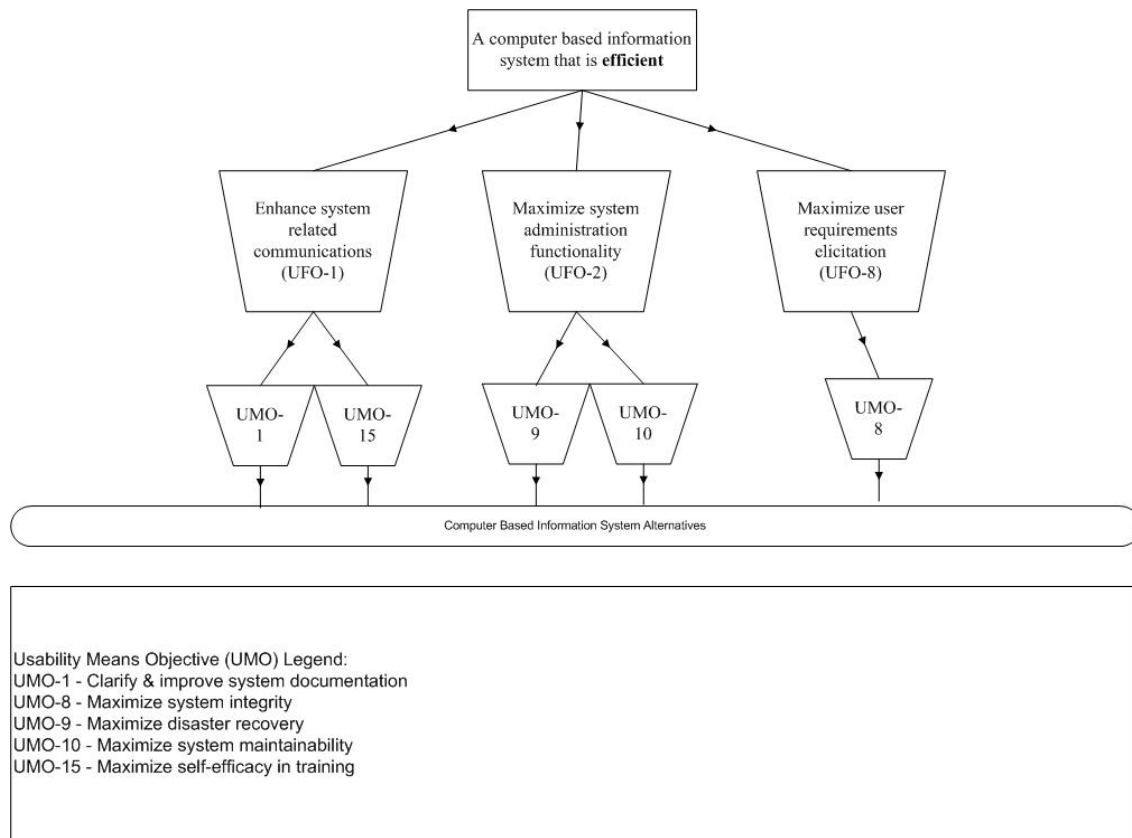 A computer based information
system that is efficient
Enhance system
related
communications
(UFO-1)
Maximize system
administration
functionality
(UFO-2)
Maximize user
requirements
elicitation
(UFO-8)
UMO-
1
UMO-
15
UMO-
9
UMO-
10
UMO-
8
Computer Based Information System Alternatives
Usability Means Objective (UMO) Legend:
UMO-1 - Clarify & improve system documentation
UMO-8 - Maximize system integrity
UMO-9 - Maximize disaster recovery
UMO-10 - Maximize system maintainability
UMO-15 - Maximize self-efficacy in training